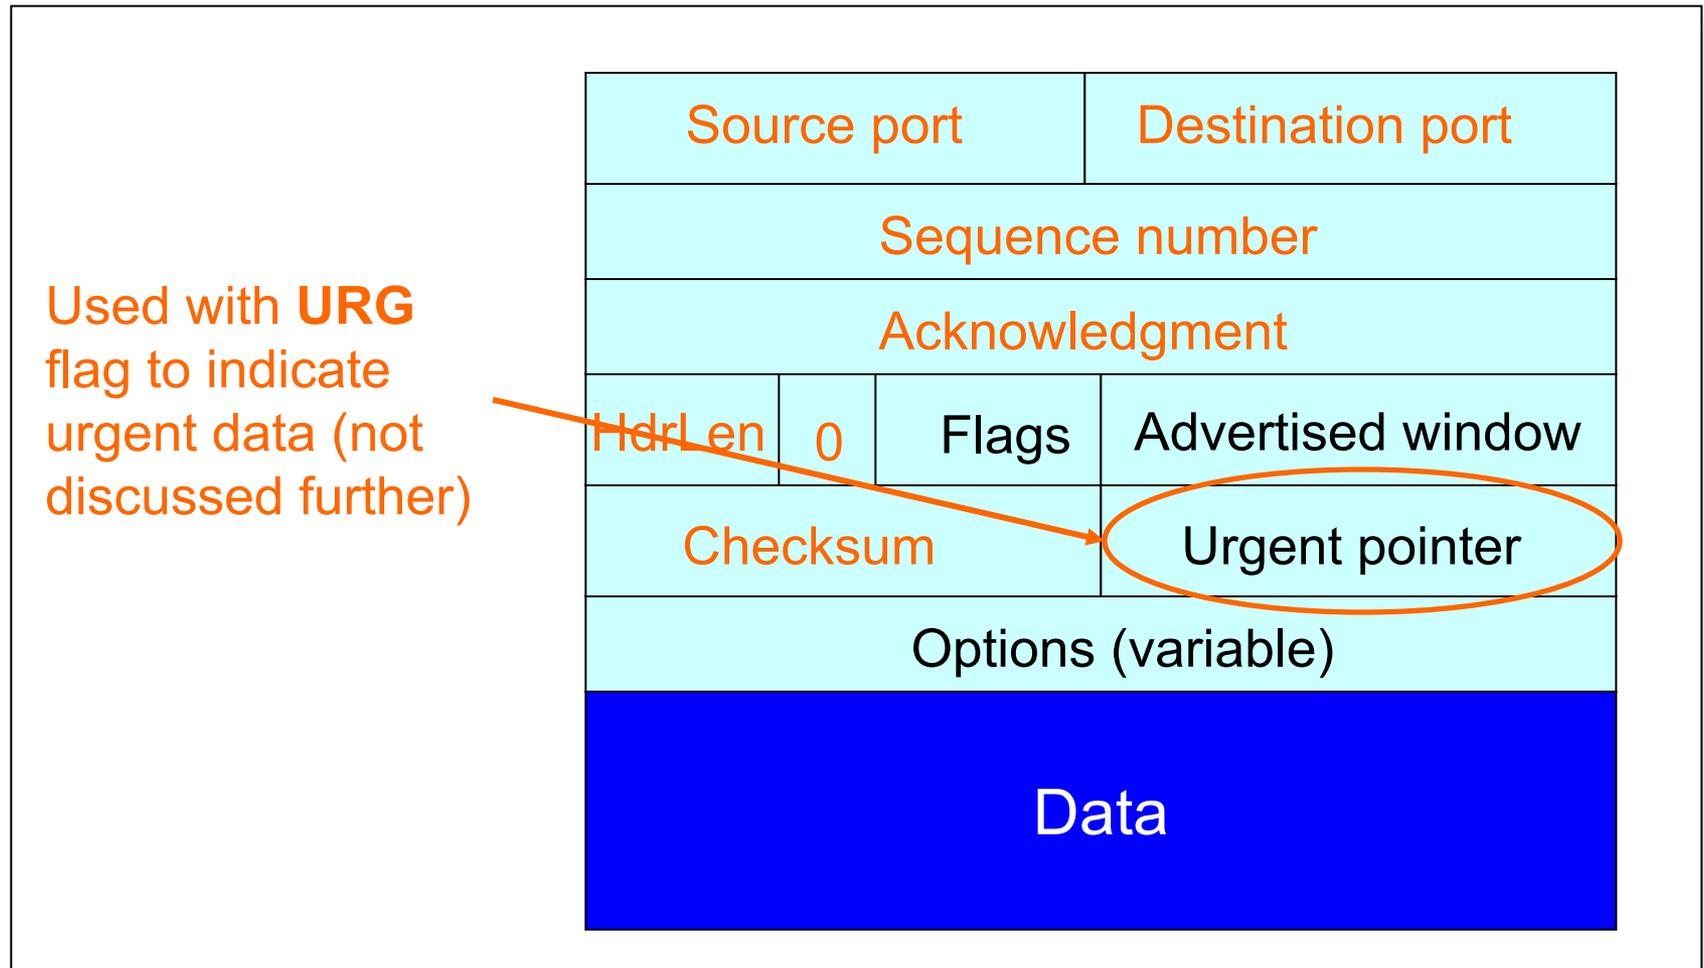 Source port
Destination port
Sequence number
Acknowledgment
Used with URG
flag to indicate
urgent data (not
discussed further)
HdrLen
0
Flags
Advertised window
Checksum
Urgent pointer
Options (variable)
Data